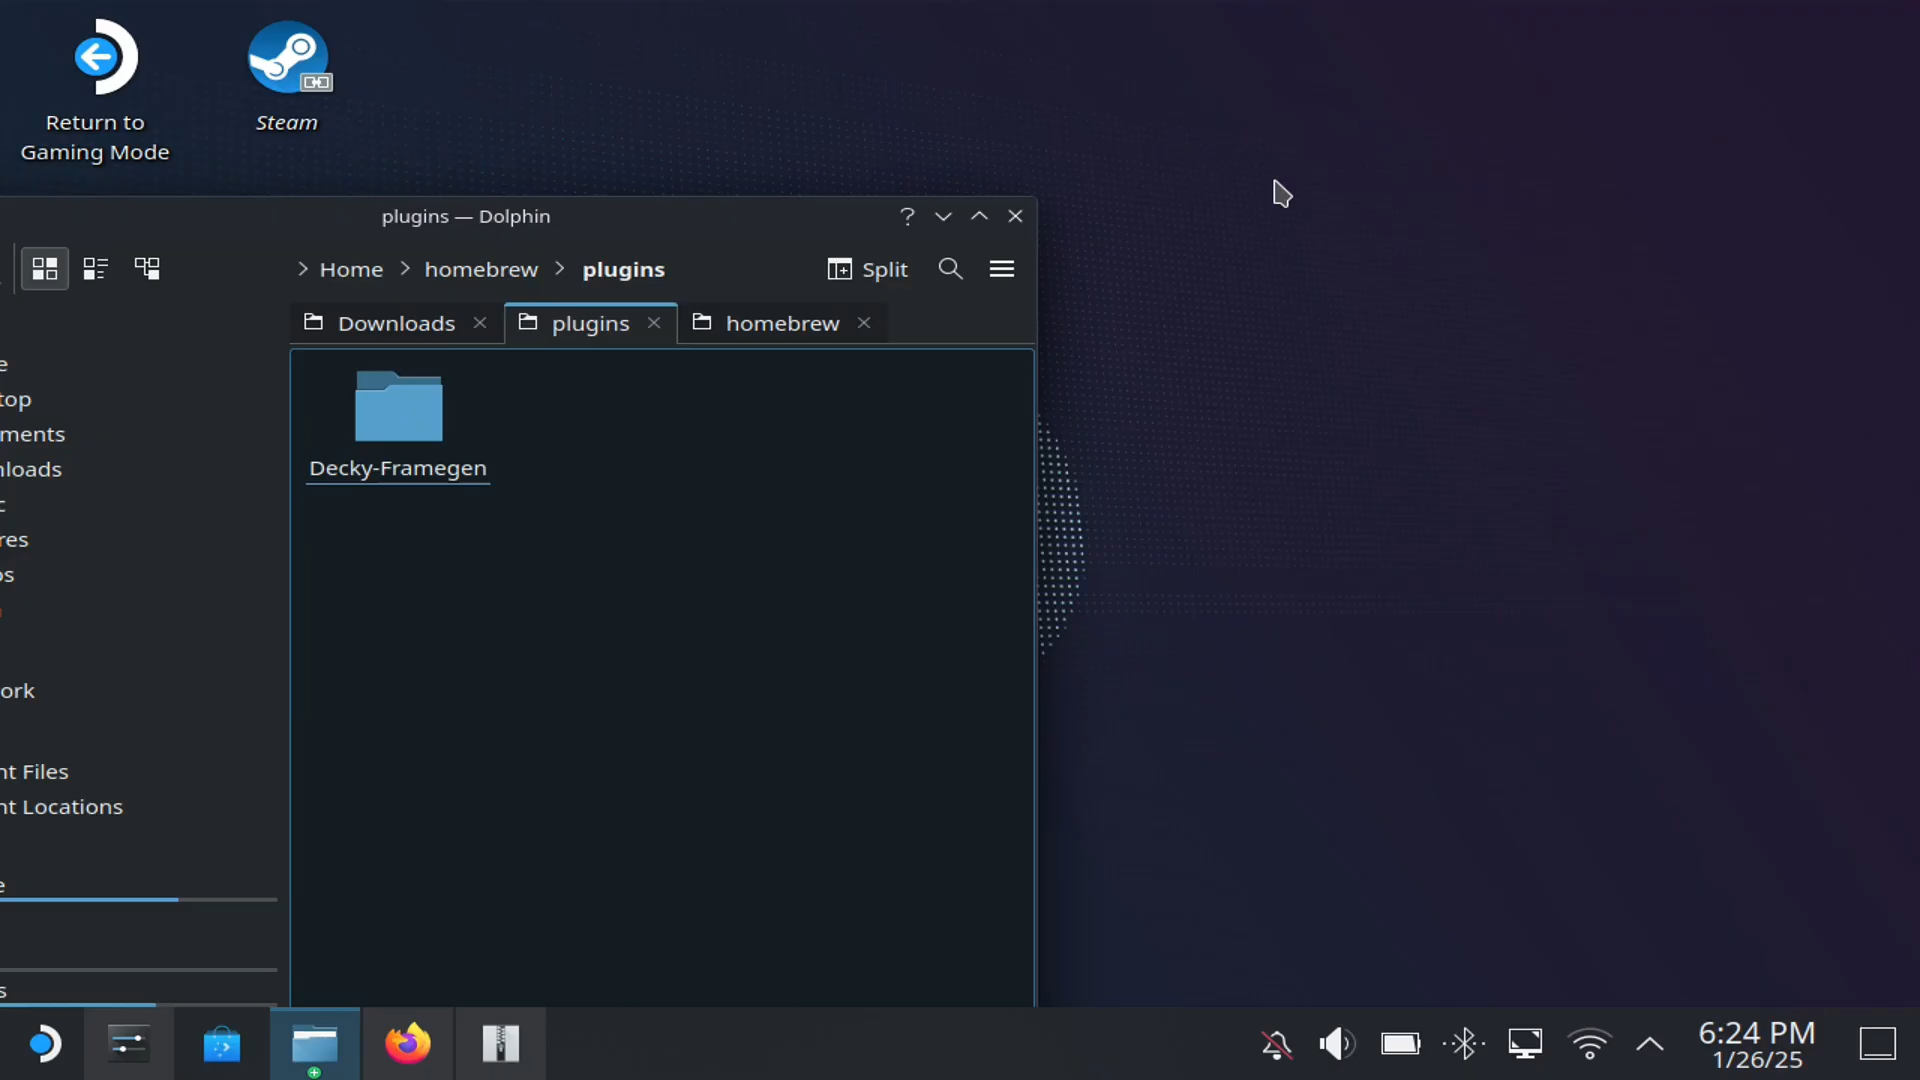 Return to
Gaming Mode
Steam
plugins — Dolphin
Home
homebrew
plugins
Split
Downloads
plugins
homebrew
e
top
ments
nloads
c
res
os
ork
nt Files
nt Locations
e
s
Decky-Framegen
6:24 PM
1/26/25